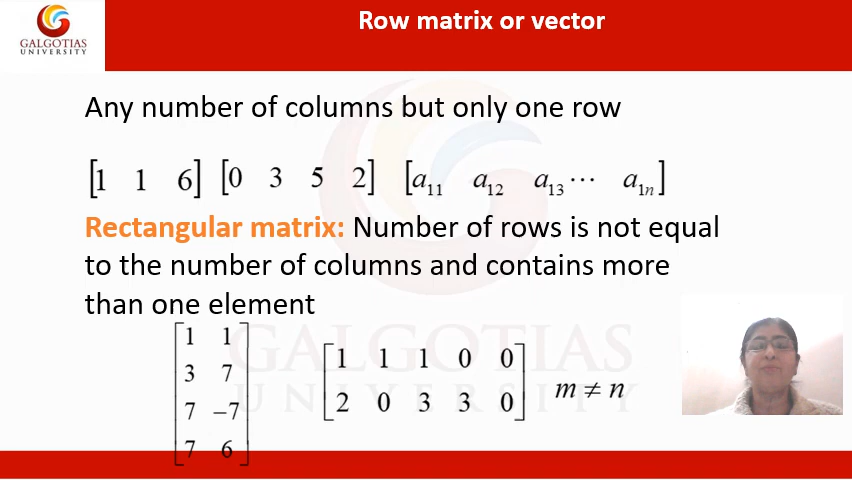 Row matrix or vector
GALGOTIAS
UNIVERSITY
Any number of columns but only one row
[1 1 6] [0 3 5 2] [a₁₁ a₁₂ a₁₃ ⋯ a₁ₙ]
Rectangular matrix: Number of rows is not equal
to the number of columns and contains more
than one element
1 1
3 7
7 −7
7 6
1 1 1 0 0
2 0 3 3 0
m ≠ n
GALGOTIAS
UNIVERSITY